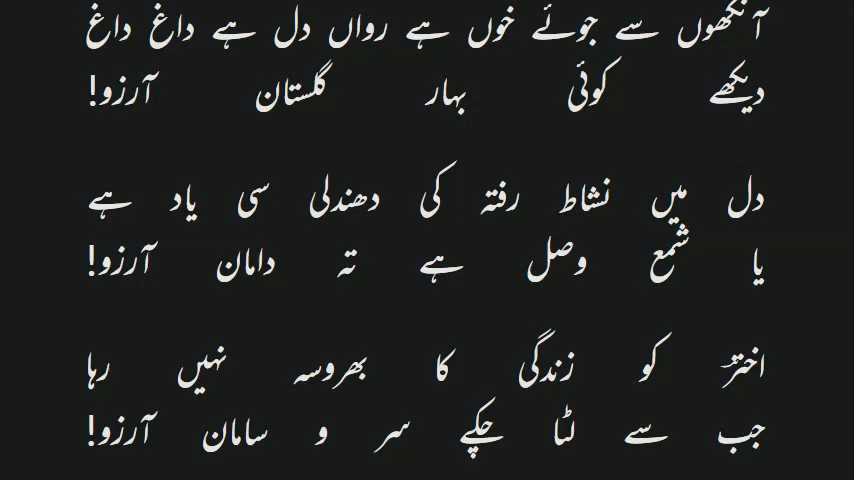 آنکھوں سے جوئے خوں ہے رواں دل ہے داغ داغ
دیکھے کوئی بہار گلستان آرزو!
دل میں نشاط رفتہ کی دھندلی سی یاد ہے
یا شمع وصل ہے تہ دامان آرزو!
اخترؔ کو زندگی کا بھروسہ نہیں رہا
جب سے لٹا چکے سر و سامان آرزو!